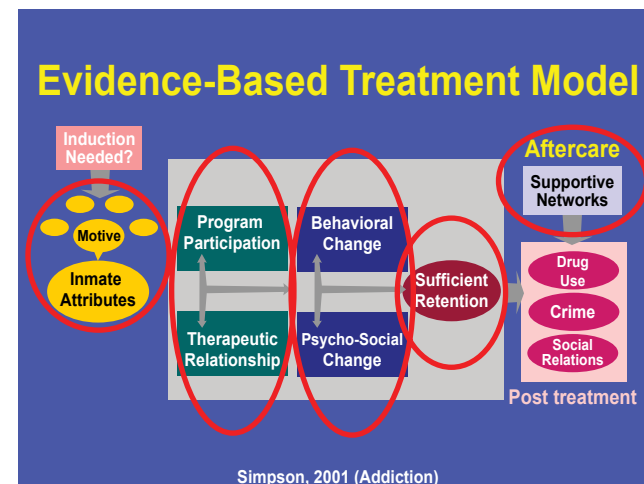 Evidence-Based Treatment Model
Induction
Needed?
Motive
Inmate
Attributes
Program
Participation
Therapeutic
Relationship
Behavioral
Change
Psycho-Social
Change
Sufficient
Retention
Aftercare
Supportive
Networks
Drug
Use
Crime
Social
Relations
Post treatment
Simpson, 2001 (Addiction)